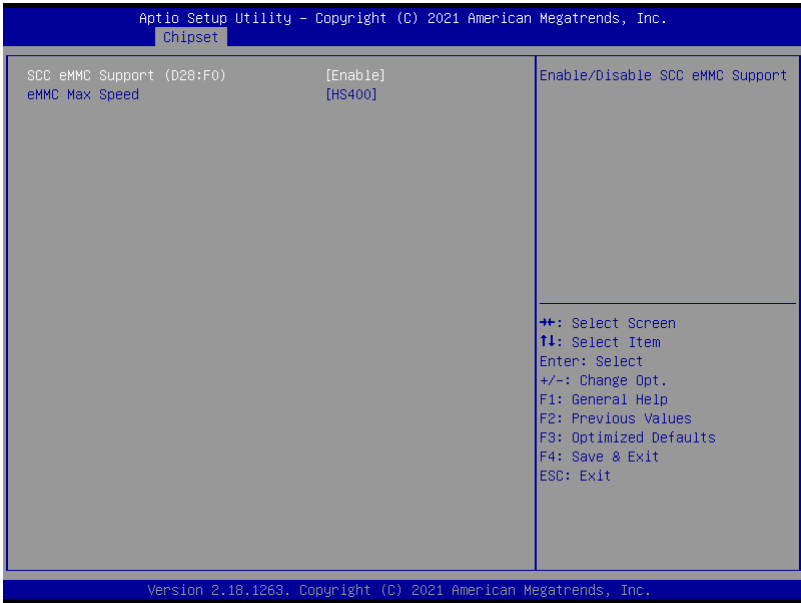 Aptio Setup Utility – Copyright (C) 2021 American Megatrends, Inc.
Chipset
SCC eMMC Support (D28:F0) [Enable]
eMMC Max Speed [HS400]
Enable/Disable SCC eMMC Support
→←: Select Screen
↑↓: Select Item
Enter: Select
+/-: Change Opt.
F1: General Help
F2: Previous Values
F3: Optimized Defaults
F4: Save & Exit
ESC: Exit
Version 2.18.1263. Copyright (C) 2021 American Megatrends, Inc.